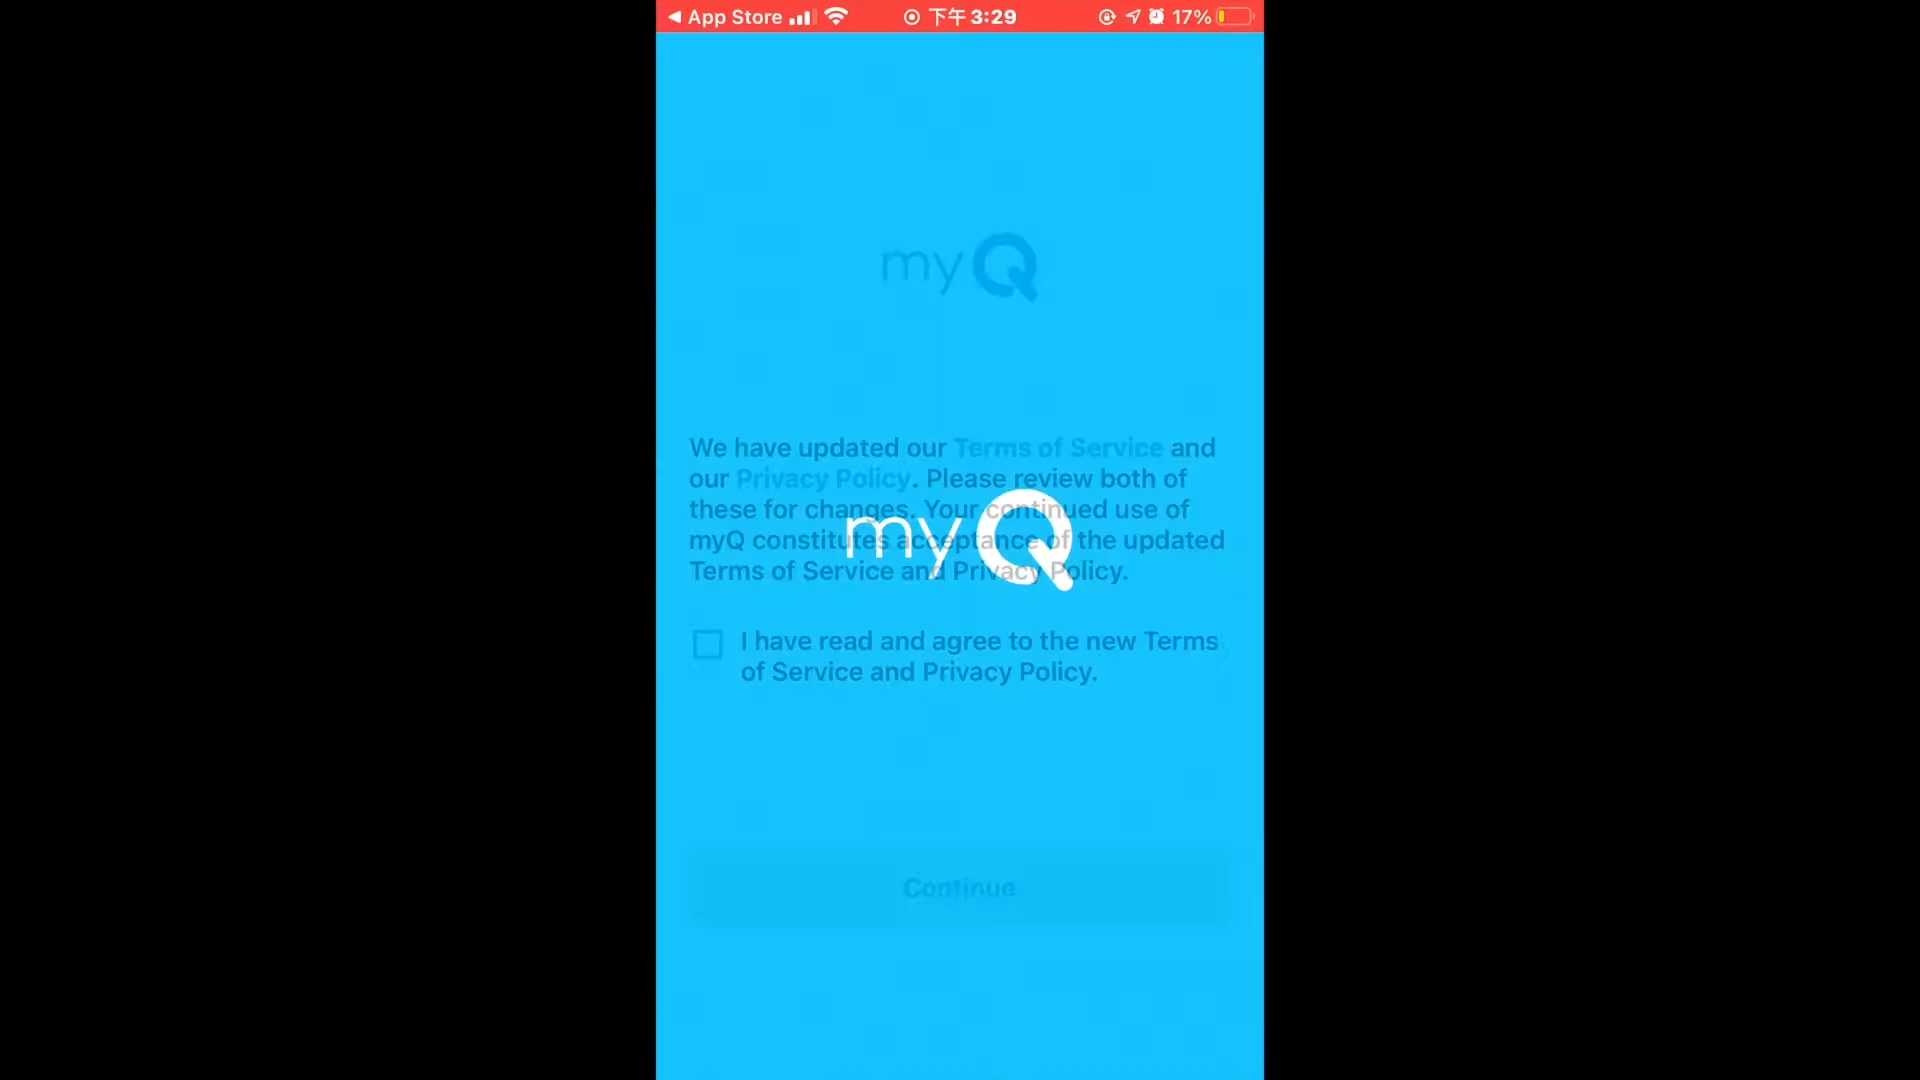 App Store 下午 3:29 17%
myQ
We have updated our Terms of Service and
our Privacy Policy. Please review both of
these for changes. Your continued use of
myQ constitutes acceptance of the updated
Terms of Service and Privacy Policy.
myQ
I have read and agree to the new Terms
of Service and Privacy Policy.
Continue